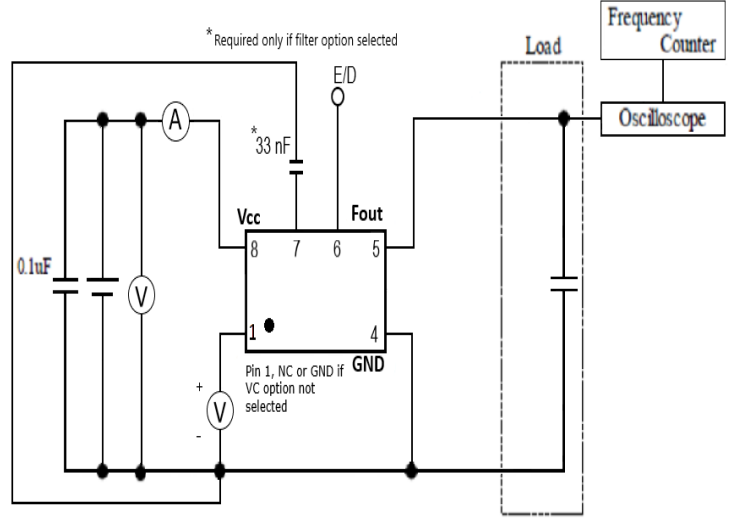 * Required only if filter option selected
Frequency
Counter
Load
E/D
Oscilloscope
A
*
33 nF
Vcc
Fout
8
7
6
5
0.1uF
V
1
4
GND
Pin 1, NC or GND if
VC option not
selected
+
V
-